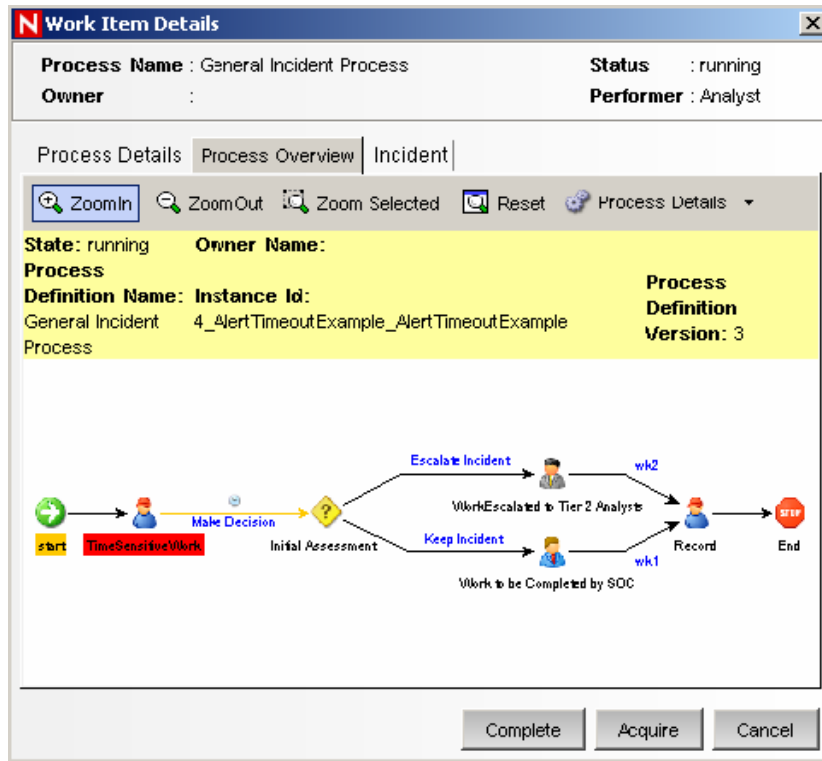 N Work Item Details
Process Name : General Incident Process
Status : running
Owner :
Performer : Analyst
Process Details
Process Overview
Incident
ZoomIn
ZoomOut
Zoom Selected
Reset
Process Details
State: running
Owner Name:
Process
Definition Name:
General Incident
Process
Instance Id:
4_AlertTimeoutExample_AlertTimeoutExample
Process
Definition
Version: 3
start
TimeSensitiveWork
Make Decision
Initial Assessment
Escalate Incident
WorkEscalated to Tier 2 Analysts
wk2
Keep Incident
Work to be Completed by SOC
wk1
Record
STOP
End
Complete
Acquire
Cancel